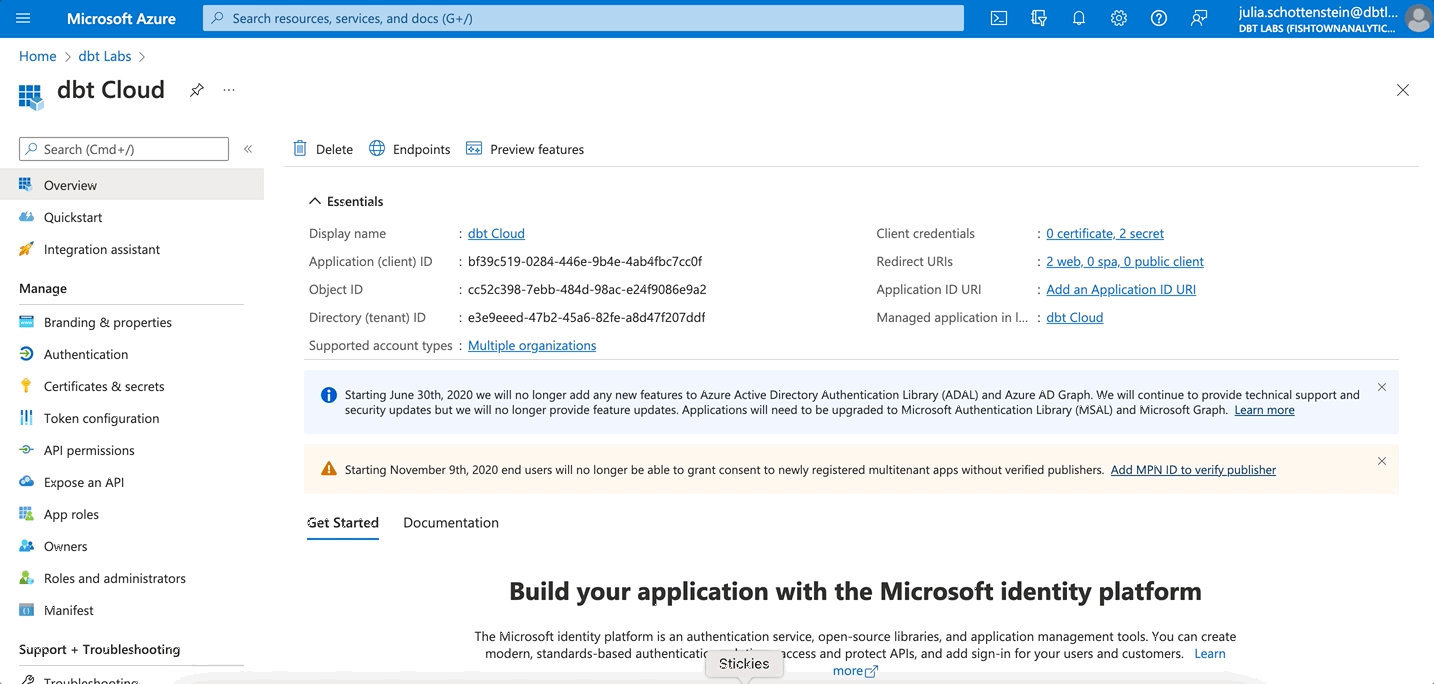 Microsoft Azure
Search resources, services, and docs (G+/)
julia.schottenstein@dbtl...
DBT LABS (FISHTOWNANALYTIC...
Home > dbt Labs >
dbt Cloud
...
Search (Cmd+/)
«
Overview
Quickstart
Integration assistant
Manage
Branding & properties
Authentication
Certificates & secrets
Token configuration
API permissions
Expose an API
App roles
Owners
Roles and administrators
Manifest
Support + Troubleshooting
Troubleshooting
Delete
Endpoints
Preview features
Essentials
Display name : dbt Cloud
Application (client) ID : bf39c519-0284-446e-9b4e-4ab4fbc7cc0f
Object ID : cc52c398-7ebb-484d-98ac-e24f9086e9a2
Directory (tenant) ID : e3e9eeed-47b2-45a6-82fe-a8d47f207ddf
Supported account types : Multiple organizations
Client credentials : 0 certificate, 2 secret
Redirect URIs : 2 web, 0 spa, 0 public client
Application ID URI : Add an Application ID URI
Managed application in l... : dbt Cloud
Starting June 30th, 2020 we will no longer add any new features to Azure Active Directory Authentication Library (ADAL) and Azure AD Graph. We will continue to provide technical support and
security updates but we will no longer provide feature updates. Applications will need to be upgraded to Microsoft Authentication Library (MSAL) and Microsoft Graph. Learn more
Starting November 9th, 2020 end users will no longer be able to grant consent to newly registered multitenant apps without verified publishers. Add MPN ID to verify publisher
Get Started
Documentation
Build your application with the Microsoft identity platform
The Microsoft identity platform is an authentication service, open-source libraries, and application management tools. You can create
modern, standards-based authentication access and protect APIs, and add sign-in for your users and customers. Learn
more
Stickies